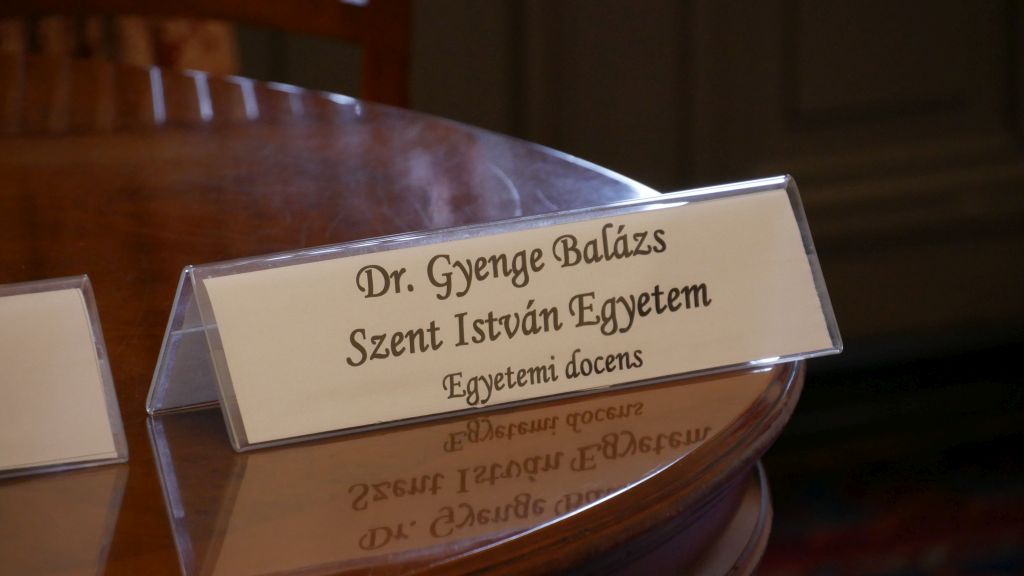 Dr. Gyenge Balázs
Szent István Egyetem
Egyetemi docens